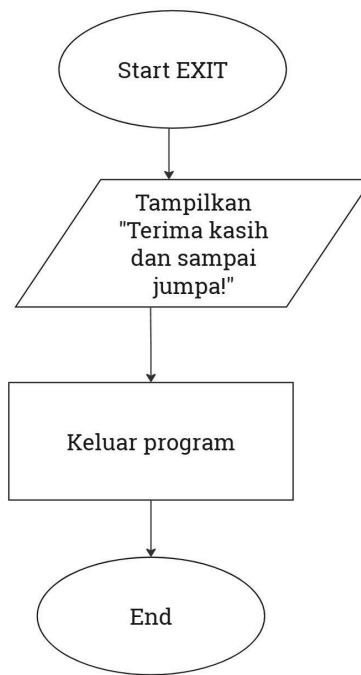 Start EXIT
Tampilkan
"Terima kasih
dan sampai
jumpa!"
Keluar program
End